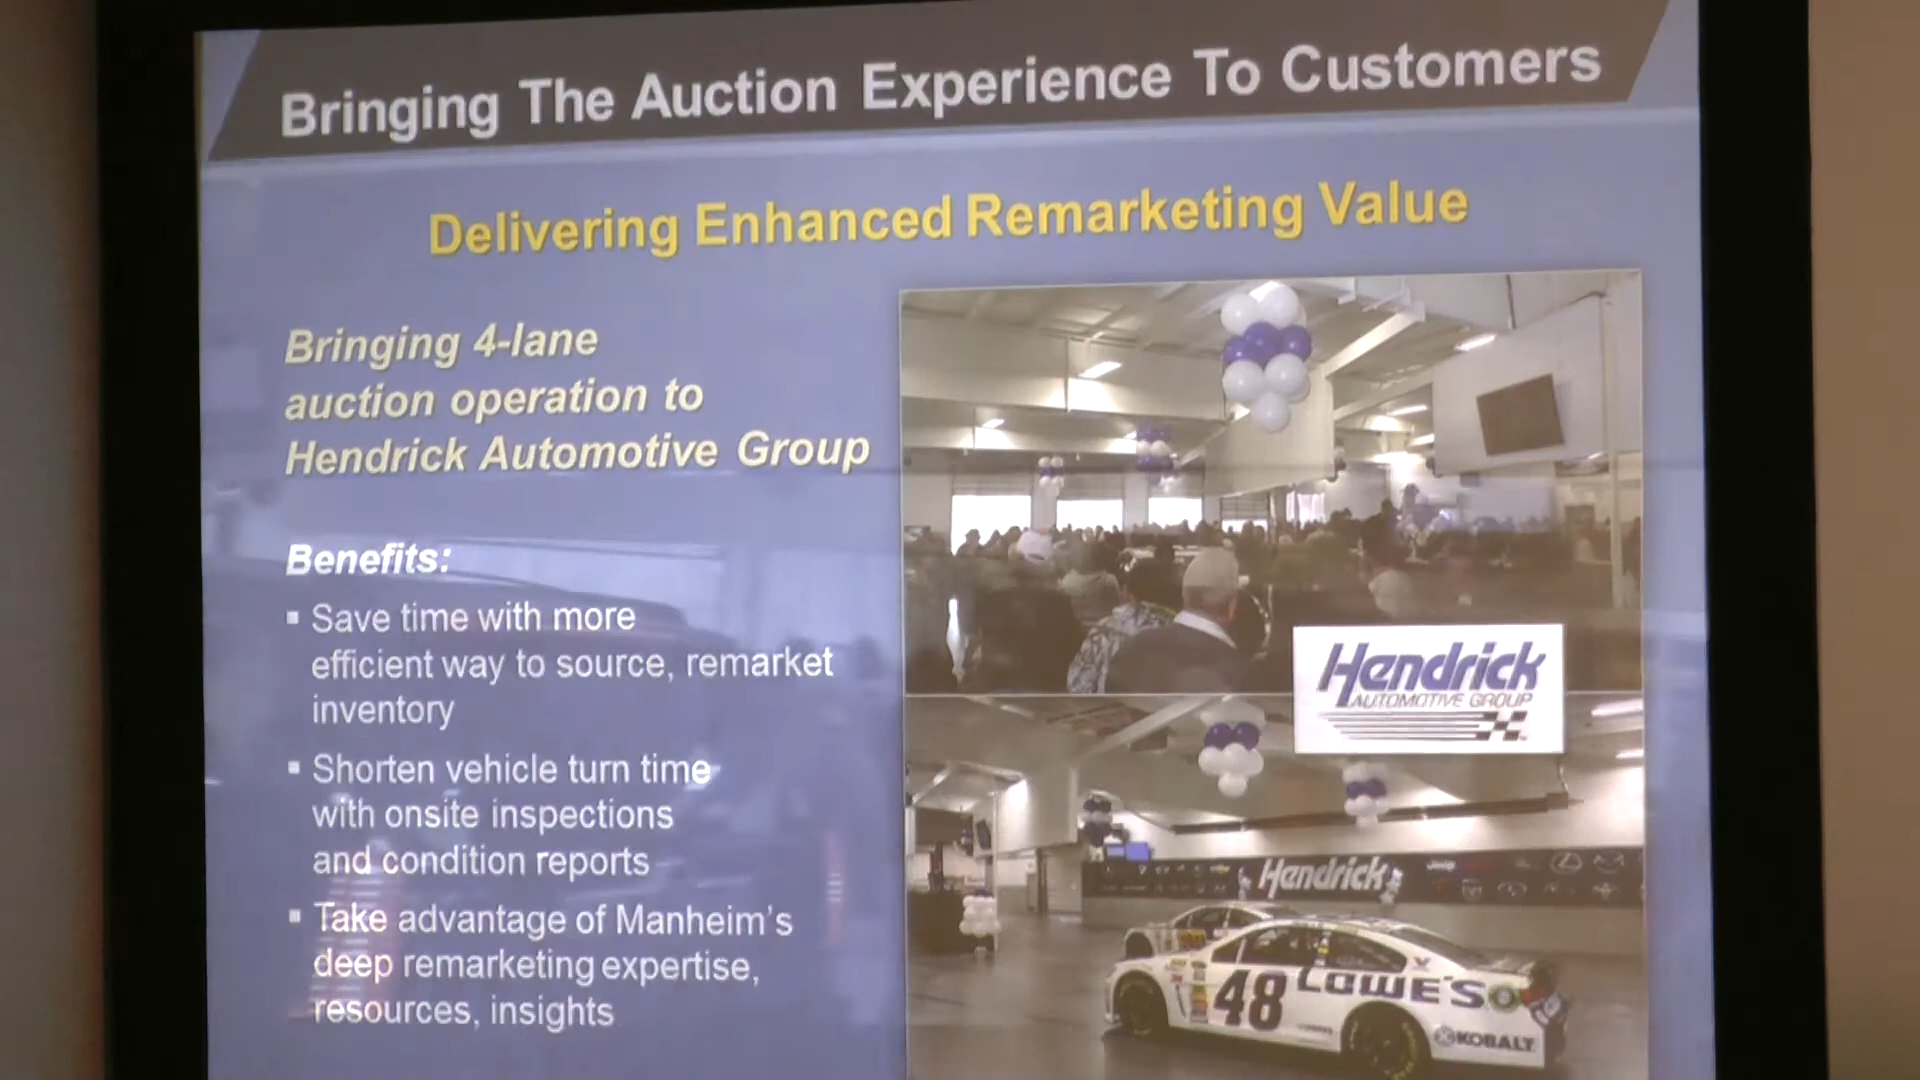 Bringing The Auction Experience To Customers
Delivering Enhanced Remarketing Value
Bringing 4-lane
auction operation to
Hendrick Automotive Group
Benefits:
▪ Save time with more
efficient way to source, remarket
inventory
▪ Shorten vehicle turn time
with onsite inspections
and condition reports
▪ Take advantage of Manheim's
deep remarketing expertise,
resources, insights
Hendrick
AUTOMOTIVE GROUP
Hendrick
Jeep
48 LOWE'S
KOBALT